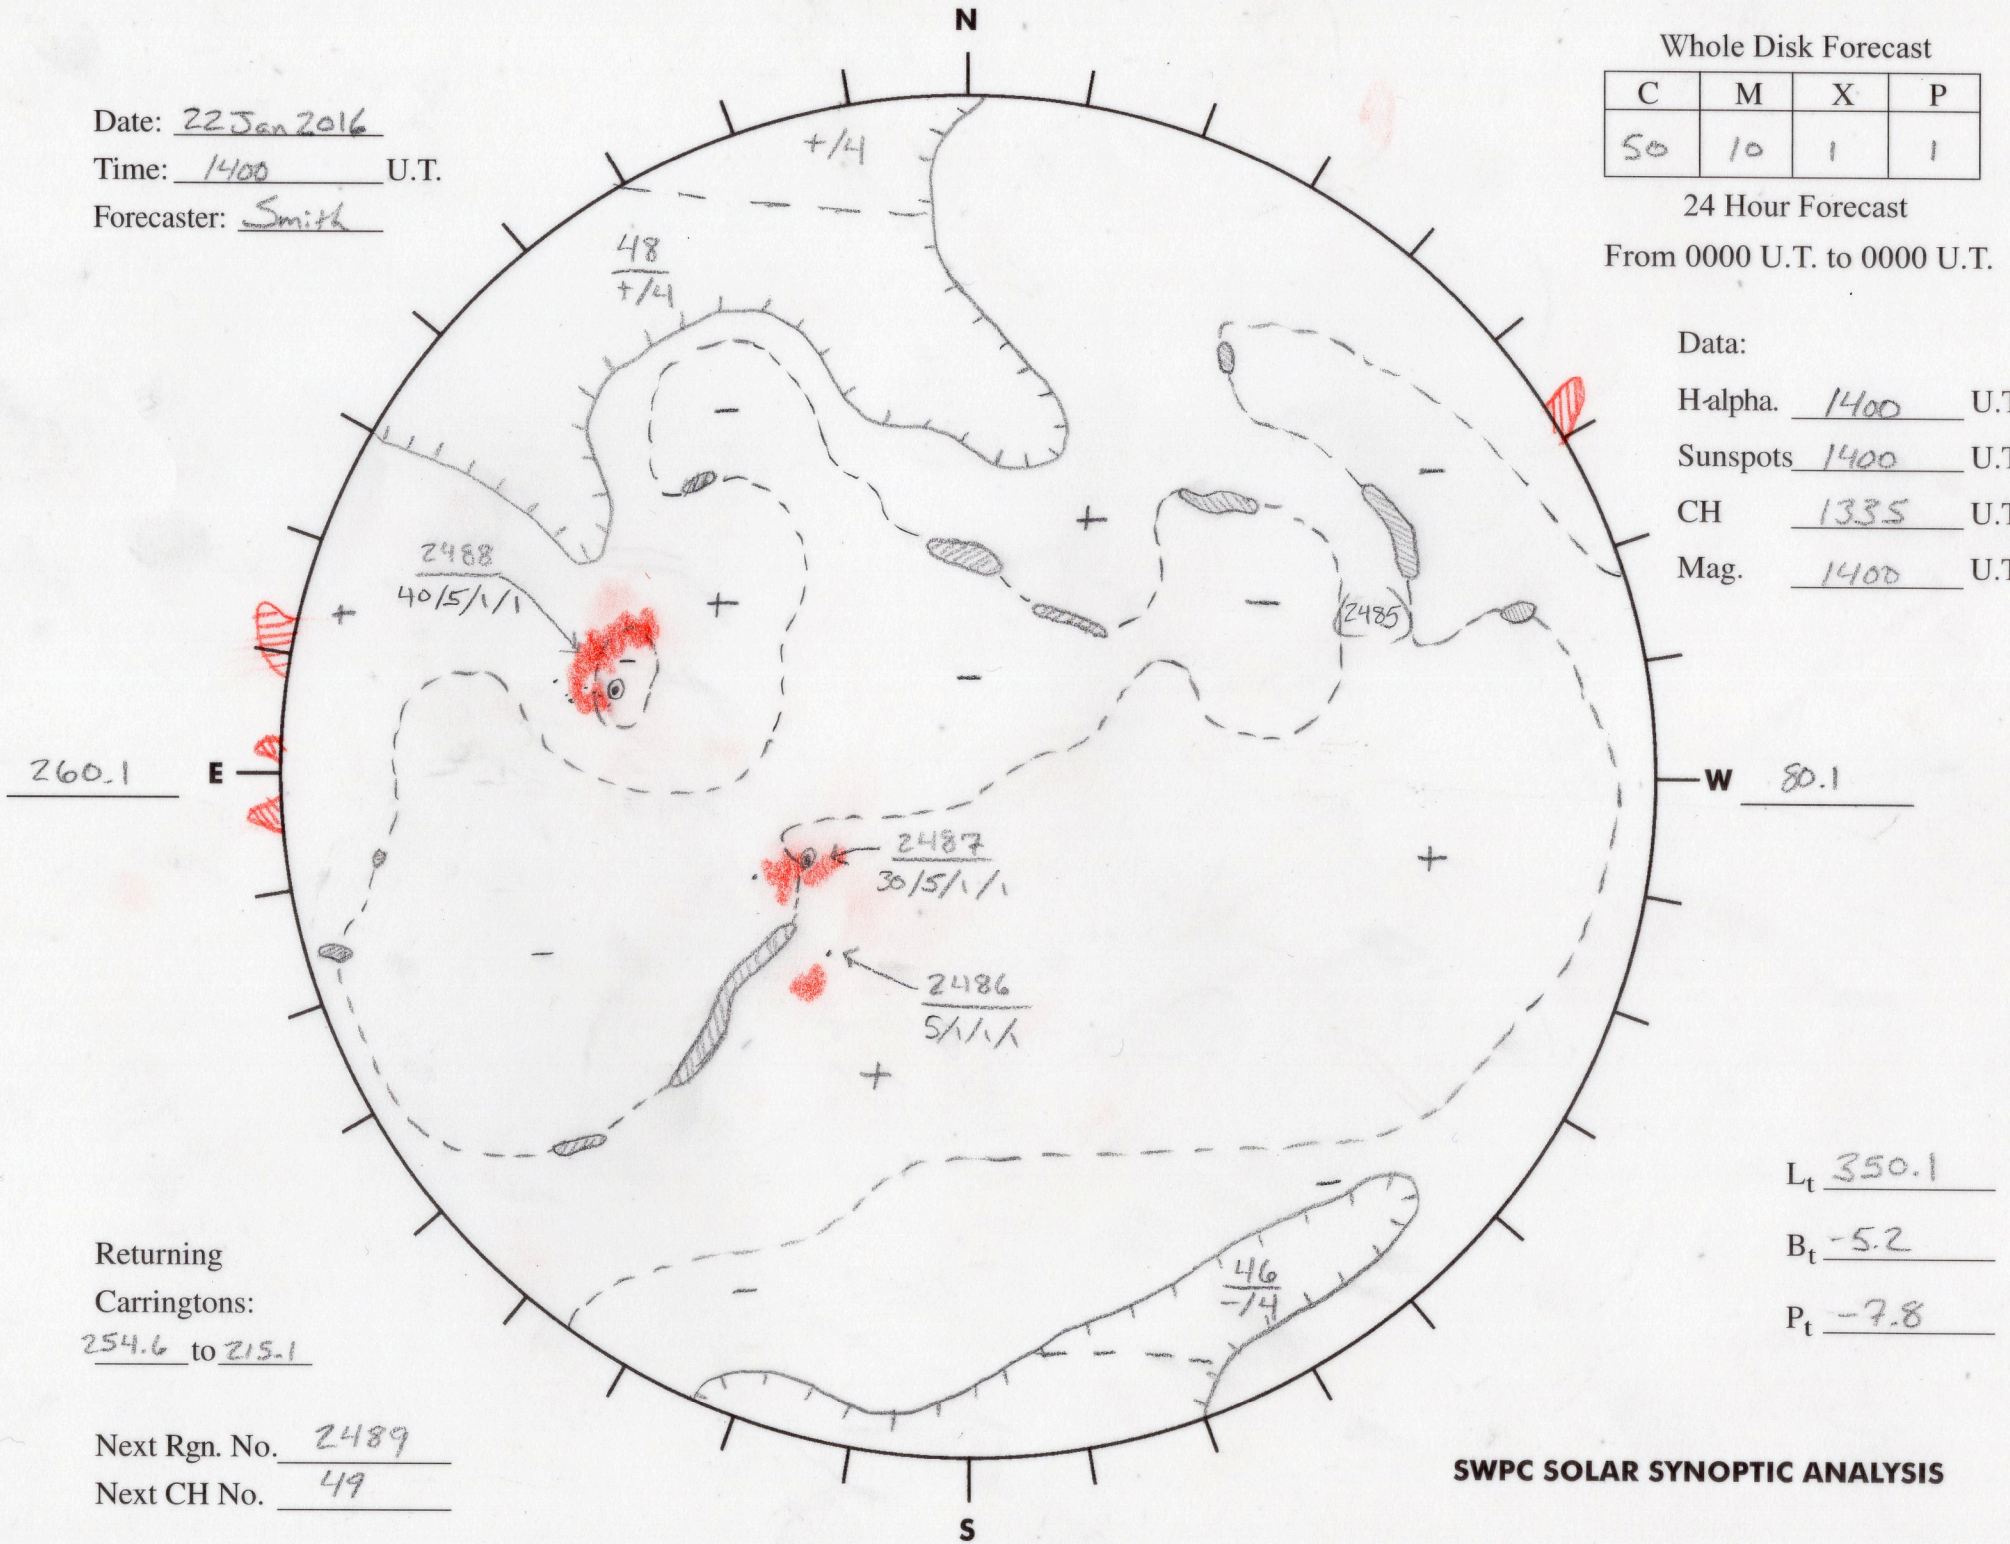 N
Date: 22 Jan 2016
Time: 1400 U.T.
Forecaster: Smith
Whole Disk Forecast
C M X P
50 10 1 1
24 Hour Forecast
From 0000 U.T. to 0000 U.T.
Data:
H-alpha. 1400 U.T
Sunspots 1400 U.T
CH 1335 U.T
Mag. 1400 U.T
+/4
48
+/4
−
−
+
2488
40/5/1/1
+
+
−
(2485)
−
−
260.1 E
W 80.1
2487
30/5/1/1
+
−
2486
5/1/1/1
+
−
46
-/4
−
Lt 350.1
Bt -5.2
Pt -7.8
Returning
Carringtons:
254.6 to 215.1
Next Rgn. No. 2489
Next CH No. 49
SWPC SOLAR SYNOPTIC ANALYSIS
S